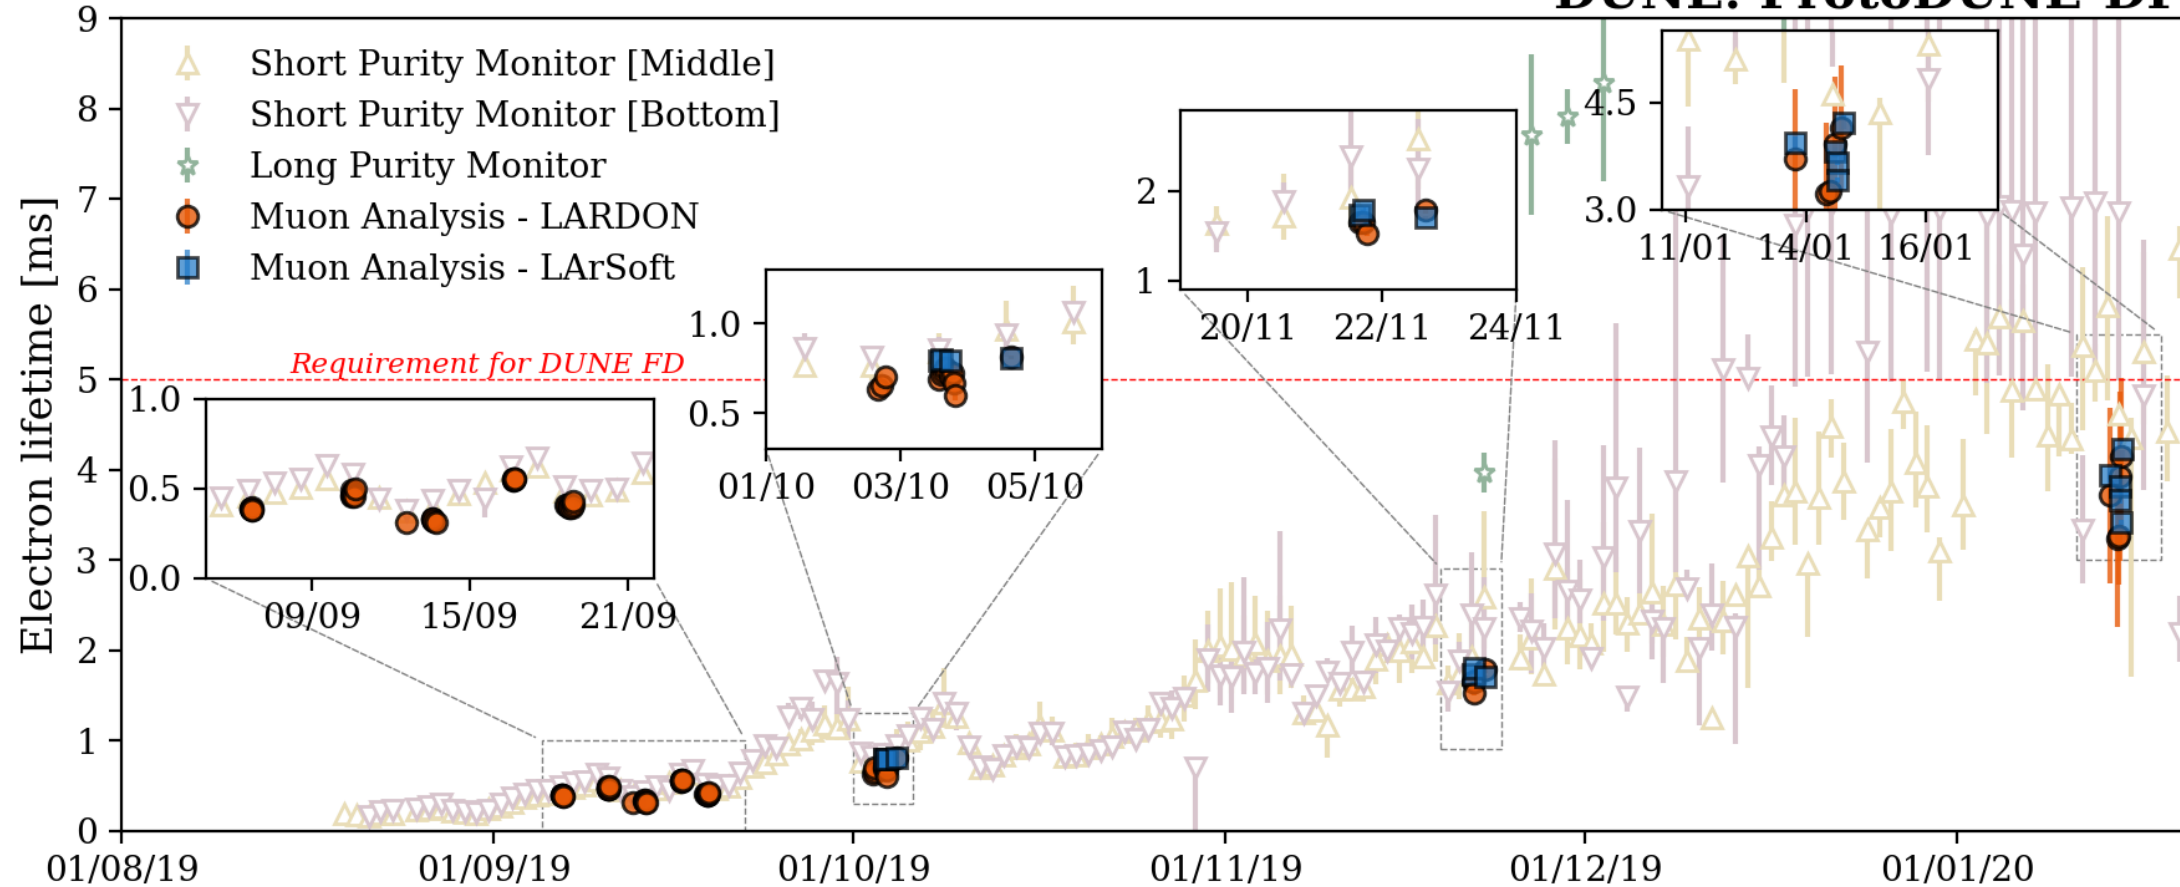 DUNE: ProtoDUNE-DP
Electron lifetime [ms]
9
8
7
6
5
4
3
2
1
0
Short Purity Monitor [Middle]
Short Purity Monitor [Bottom]
Long Purity Monitor
Muon Analysis - LARDON
Muon Analysis - LArSoft
Requirement for DUNE FD
1.0
0.5
0.0
09/09 15/09 21/09
1.0
0.5
01/10 03/10 05/10
2
1
20/11 22/11 24/11
4.5
3.0
11/01 14/01 16/01
01/08/19 01/09/19 01/10/19 01/11/19 01/12/19 01/01/20